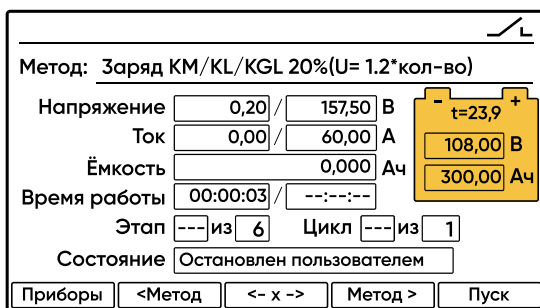 Метод: Заряд KM/KL/KGL 20%(U= 1.2*кол-во)
Напряжение 0,20 / 157,50 В
- t=23,9 +
Ток 0,00 / 60,00 А
108,00 В
Ёмкость 0,000 Ач
300,00 Ач
Время работы 00:00:03 / --:--:--
Этап --- из 6 Цикл --- из 1
Состояние Остановлен пользователем
Приборы <Метод <- x -> Метод > Пуск